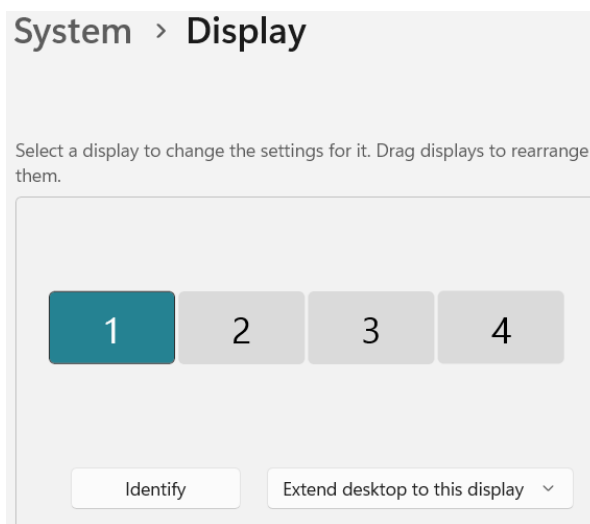 System > Display
Select a display to change the settings for it. Drag displays to rearrange
them.
1 2 3 4
Identify Extend desktop to this display